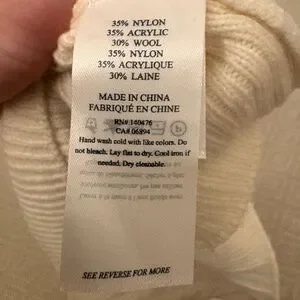 35% NYLON
35% ACRYLIC
30% WOOL
35% NYLON
35% ACRYLIQUE
30% LAINE
MADE IN CHINA
FABRIQUÉ EN CHINE
RN# 140476
CA# 06894
Hand wash cold with like colors. Do
not bleach. Lay flat to dry. Cool iron if
needed. Dry cleanable.
SEE REVERSE FOR MORE